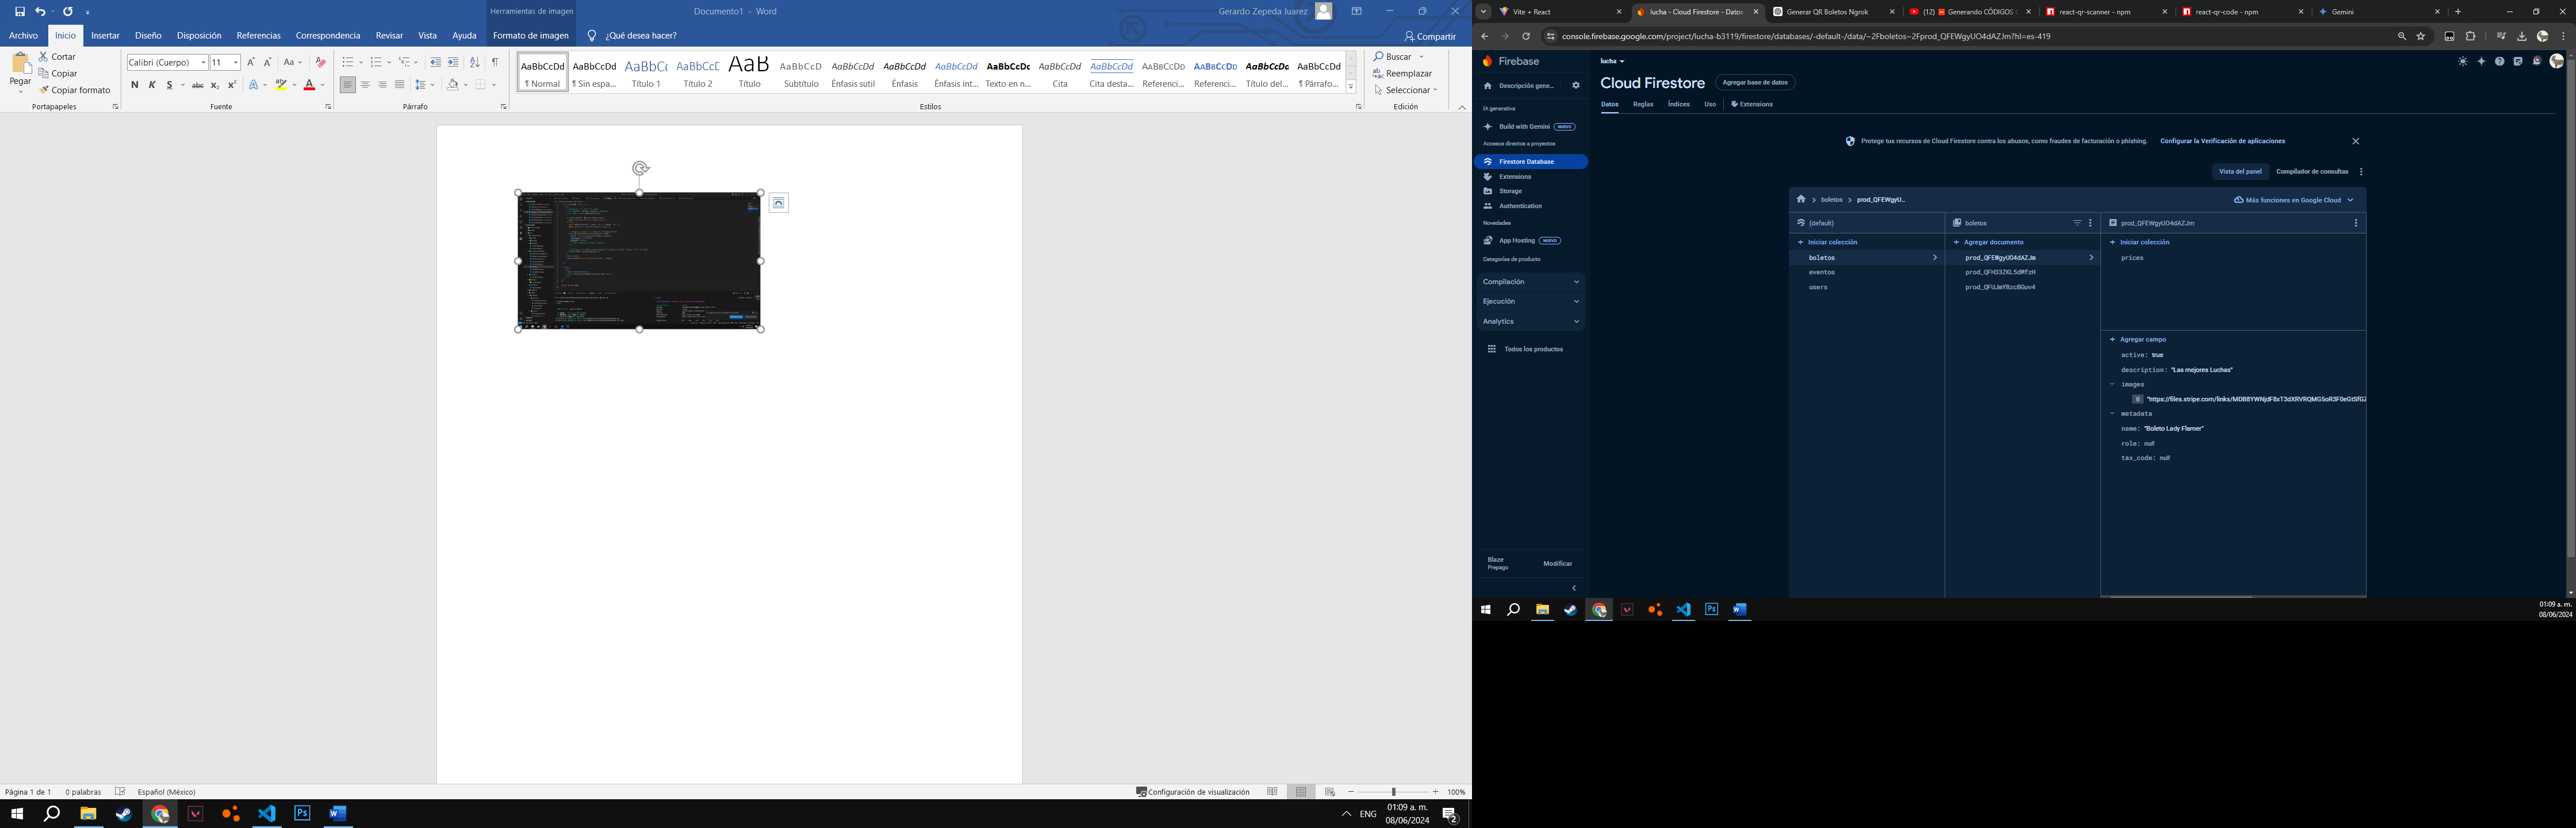 Herramientas de imagen
Documento1 - Word
Gerardo Zepeda Juarez
Archivo Inicio Insertar Diseño Disposición Referencias Correspondencia Revisar Vista Ayuda Formato de imagen ¿Qué desea hacer? Compartir
Pegar
Cortar
Copiar
Copiar formato
Portapapeles
Calibri (Cuerpo) 11
N K S abc x₂ x²
Fuente
Párrafo
AaBbCcDd AaBbCcDd AaBbCc AaBbCcD AaB AaBbCcD AaBbCcDd AaBbCcDd AaBbCcDd AaBbCcDc AaBbCcDd AaBbCcDd AaBbCcDd AaBbCcDd AaBbCcDd AaBbCcDd
¶ Normal ¶ Sin espa... Título 1 Título 2 Título Subtítulo Énfasis sutil Énfasis Énfasis int... Texto en n... Cita Cita desta... Referenci... Referenci... Título del... ¶ Párrafo...
Estilos
Buscar
Reemplazar
Seleccionar
Edición
Página 1 de 1 0 palabras Español (México)
Configuración de visualización
100%
ENG
01:09 a. m.
08/06/2024
2
Vite + React
lucha - Cloud Firestore - Datos
Generar QR Boletos Ngrok
(12) Generando CÓDIGOS
react-qr-scanner - npm
react-qr-code - npm
Gemini
console.firebase.google.com/project/lucha-b3119/firestore/databases/-default-/data/~2Fboletos~2Fprod_QFEWgyUO4dAZJm?hl=es-419
Firebase
Descripción gene...
IA generativa
Build with Gemini NUEVO
Accesos directos a proyectos
Firestore Database
Extensions
Storage
Authentication
Novedades
App Hosting NUEVO
Categorías de producto
Compilación
Ejecución
Analytics
Todos los productos
Blaze
Prepago
Modificar
lucha
Cloud Firestore
Agregar base de datos
Datos Reglas Índices Uso Extensions
Protege tus recursos de Cloud Firestore contra los abusos, como fraudes de facturación o phishing. Configurar la Verificación de aplicaciones
Vista del panel Compilador de consultas
boletos prod_QFEWgyU...
Más funciones en Google Cloud
(default)
Iniciar colección
boletos
eventos
users
boletos
Agregar documento
prod_QFEWgyUO4dAZJm
prod_QFH33ZKL5dMfzH
prod_QFUJmYBzc8Guv4
prod_QFEWgyUO4dAZJm
Iniciar colección
prices
Agregar campo
active: true
description: "Las mejores Luchas"
images
0 "https://files.stripe.com/links/
metadata
name: "Boleto Lady Flamer"
role: null
tax_code: null
01:09 a. m.
08/06/2024